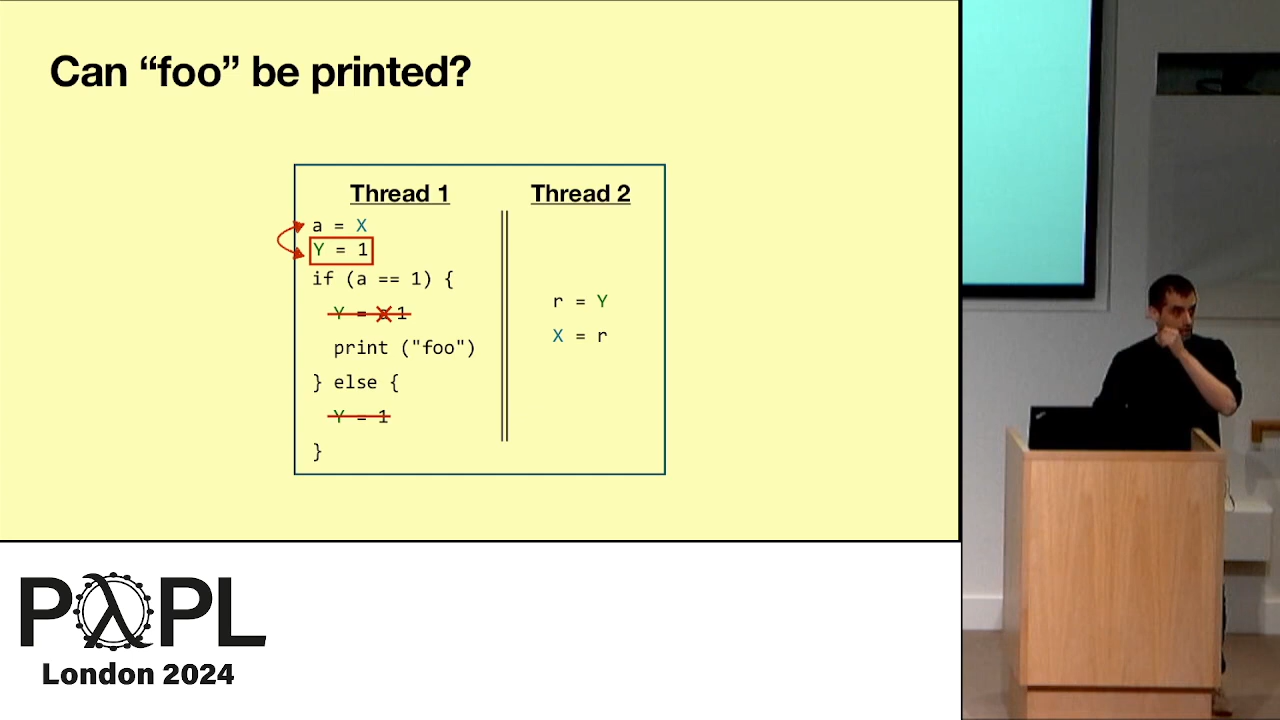 Can “foo” be printed?
Thread 1
a = X
Y = 1
if (a == 1) {
Y = a 1
print ("foo")
} else {
Y = 1
}
Thread 2
r = Y
X = r
PλPL
London 2024